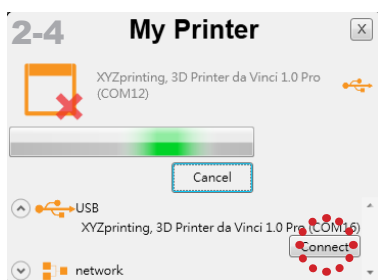 2-4 My Printer X
XYZprinting, 3D Printer da Vinci 1.0 Pro
(COM12)
Cancel
USB
XYZprinting, 3D Printer da Vinci 1.0 Pro (COM16)
Connect
network